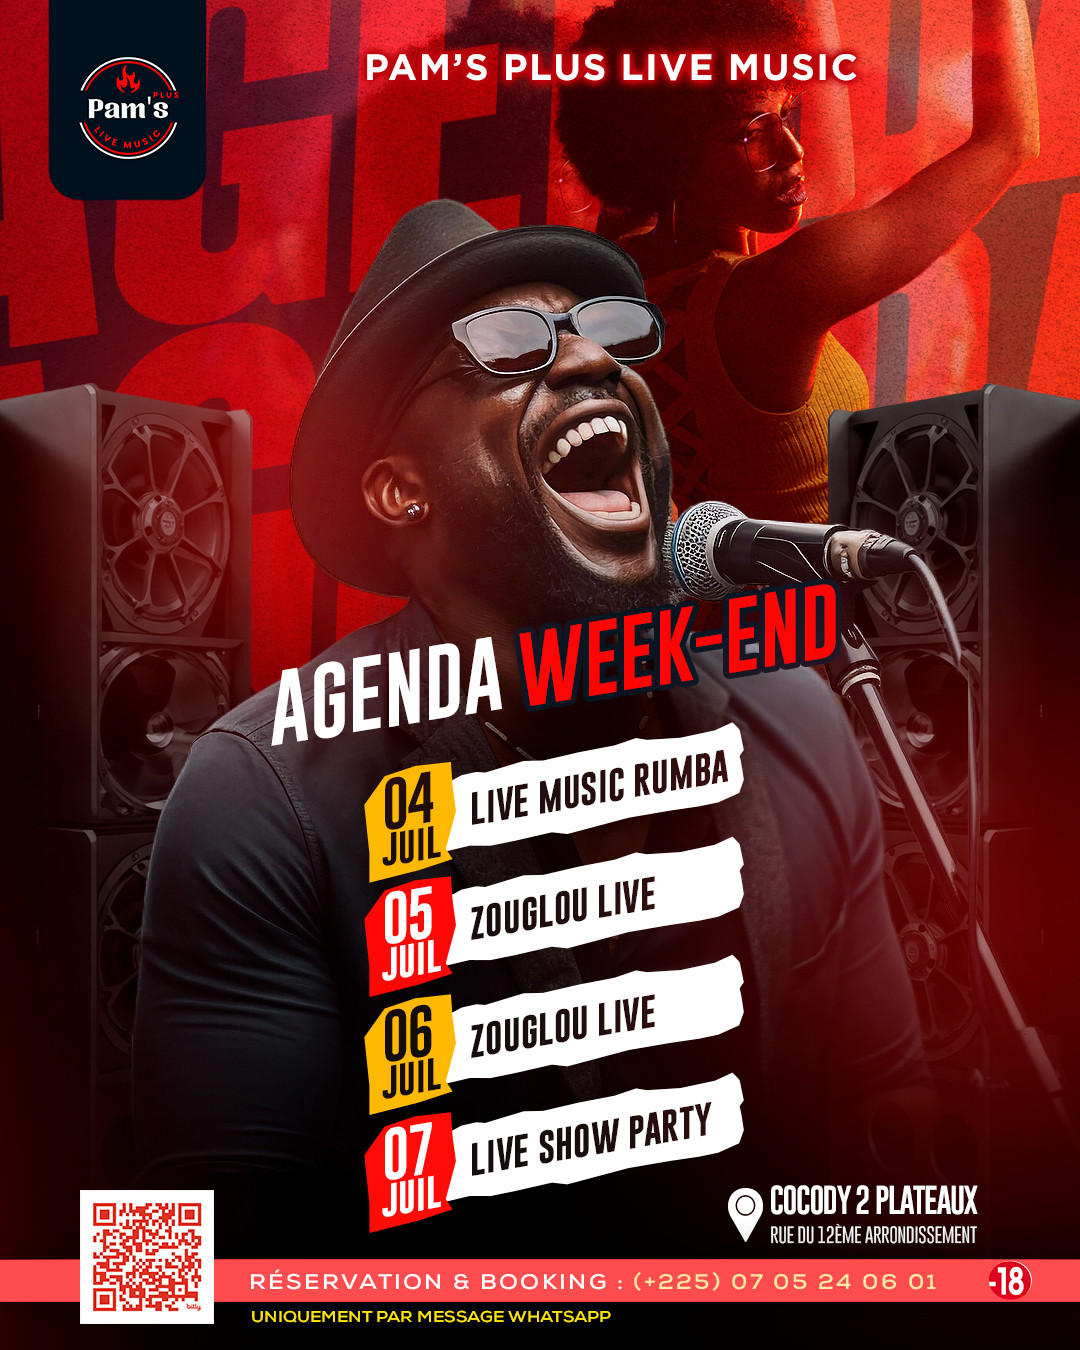 PAM'S PLUS LIVE MUSIC
Pam's
PLUS
LIVE MUSIC
AGENDA WEEK-END
04
JUIL
LIVE MUSIC RUMBA
05
JUIL
ZOUGLOU LIVE
06
JUIL
ZOUGLOU LIVE
07
JUIL
LIVE SHOW PARTY
COCODY 2 PLATEAUX
RUE DU 12ÈME ARRONDISSEMENT
bitly
RÉSERVATION & BOOKING : (+225) 07 05 24 06 01
-18
UNIQUEMENT PAR MESSAGE WHATSAPP